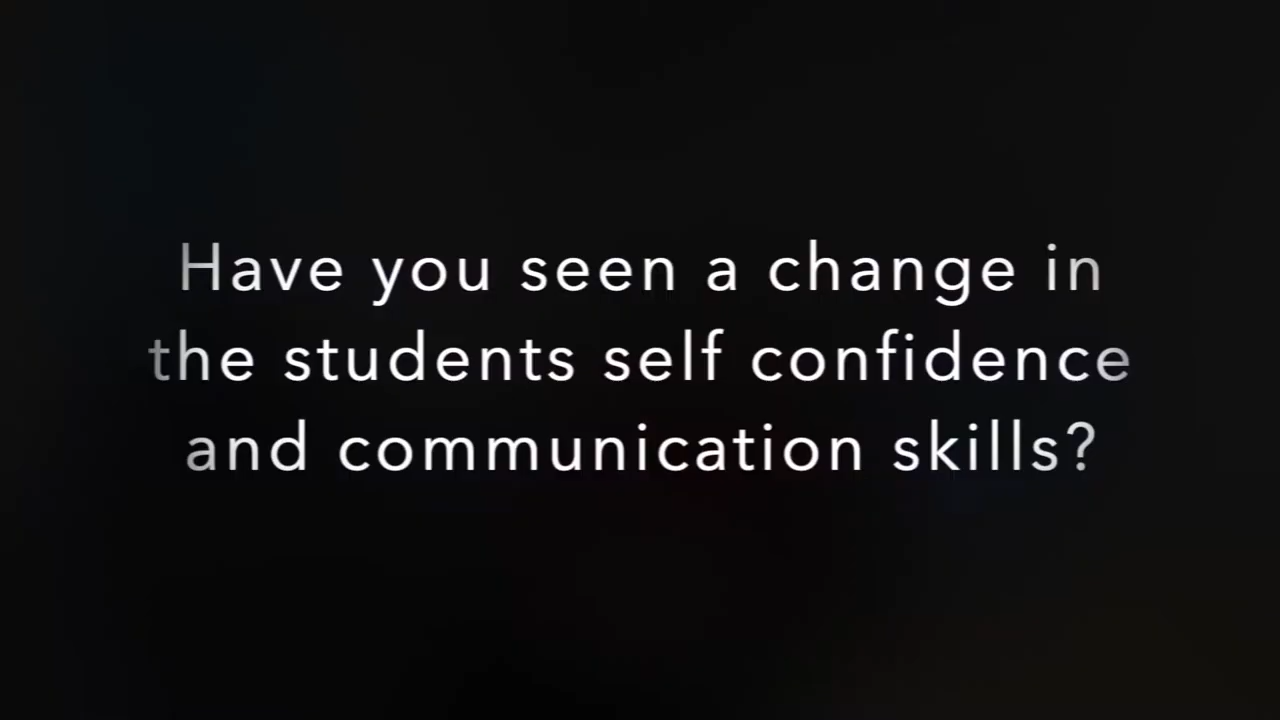 Have you seen a change in
the students self confidence
and communication skills?